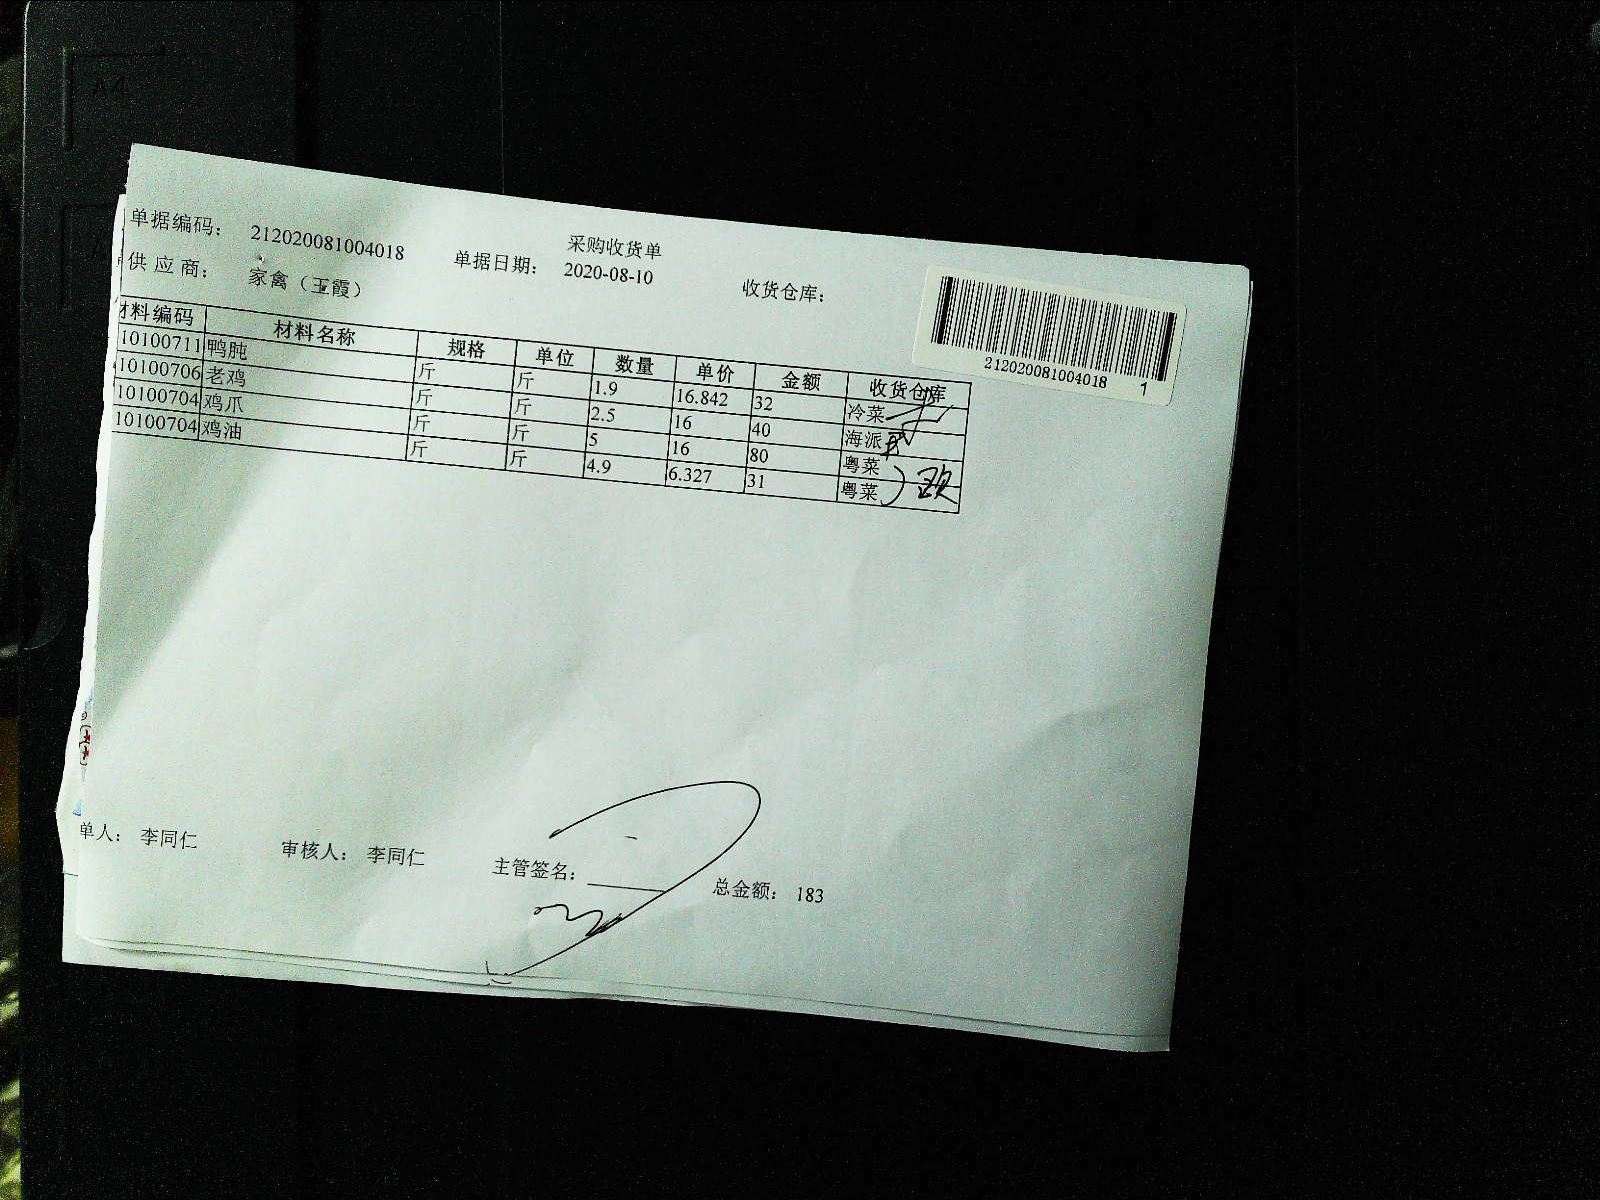 采购收货单
单据编码： 212020081004018 单据日期： 2020-08-10 收货仓库：
供应商： 家禽（玉霞）
212020081004018 1
材料编码 材料名称 规格 单位 数量 单价 金额 收货仓库
10100711 鸭肫 斤 斤 1.9 16.842 32 冷菜
10100706 老鸡 斤 斤 2.5 16 40 海派
10100704 鸡爪 斤 斤 5 16 80 粤菜
10100704 鸡油 斤 斤 4.9 6.327 31 粤菜
单人： 李同仁 审核人： 李同仁 主管签名： 总金额： 183
A4